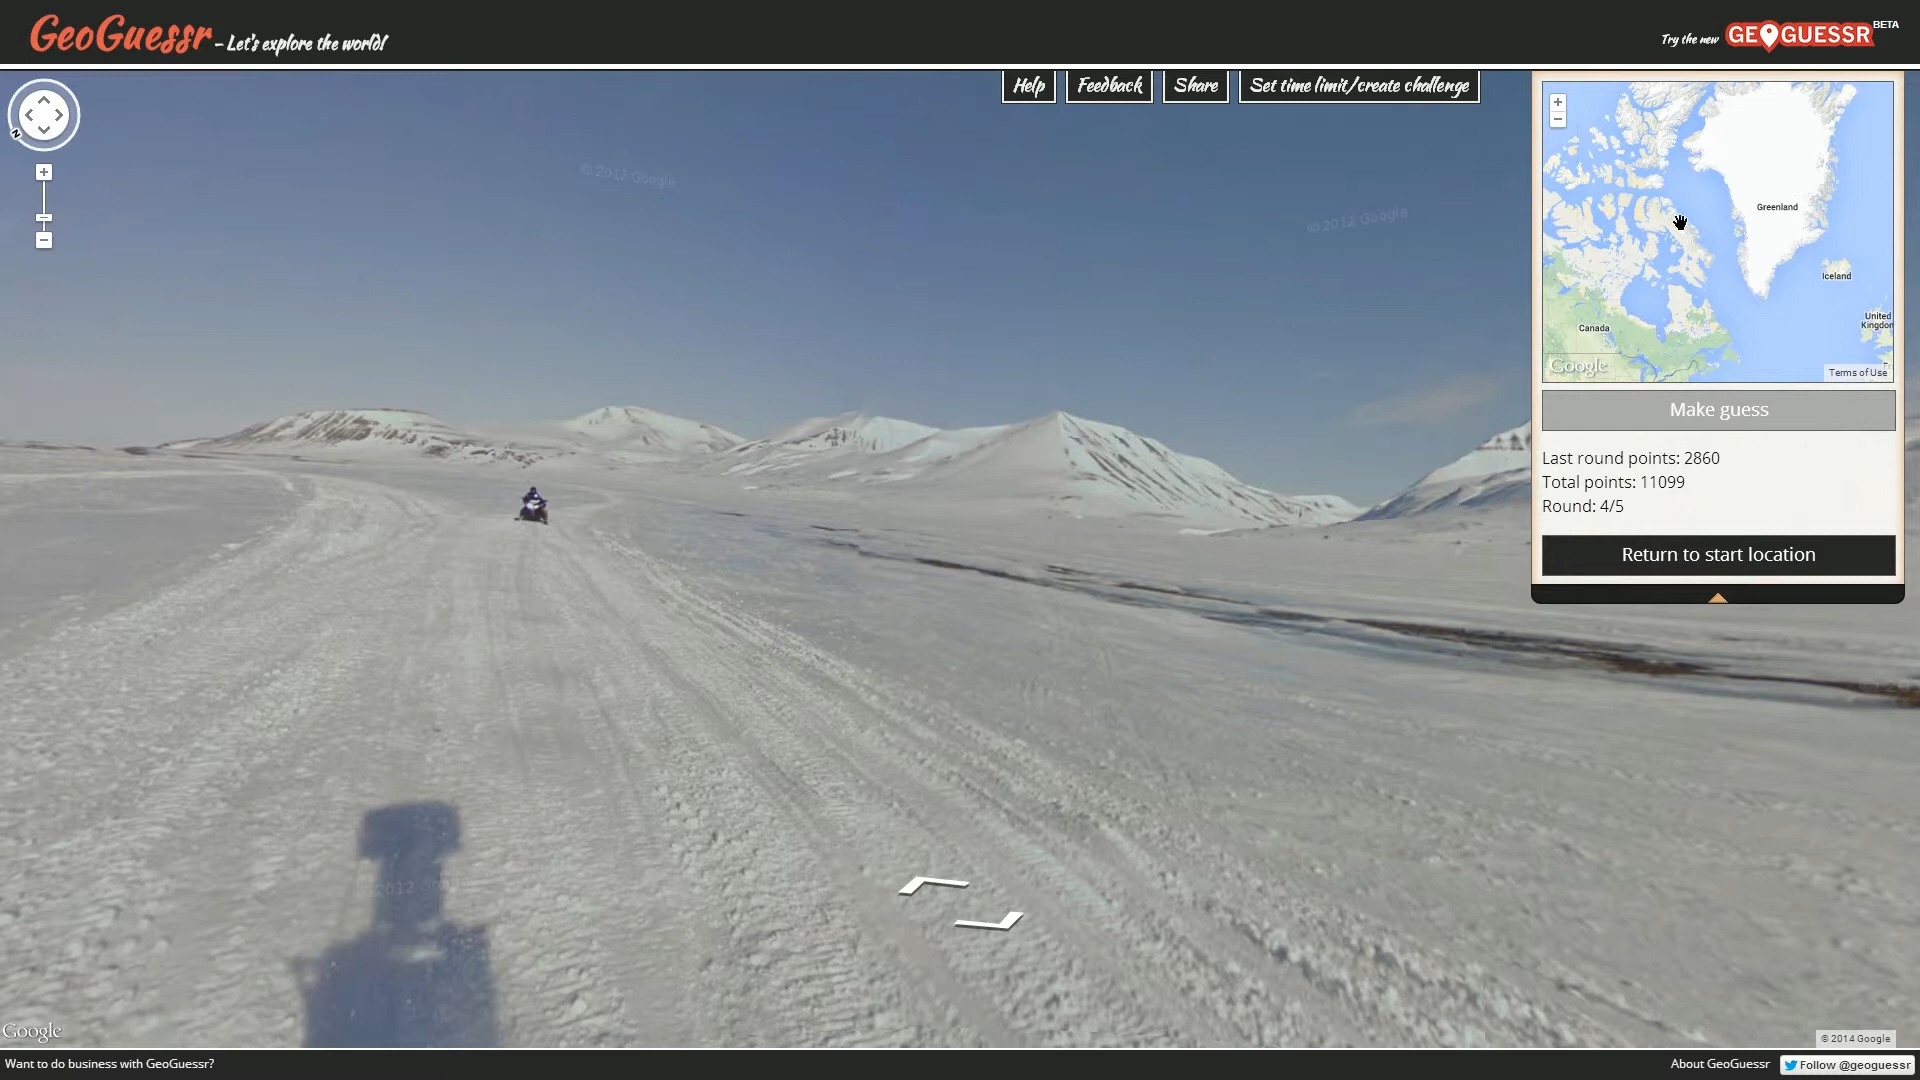 GeoGuessr - Let's explore the world!
Try the new GEOGUESSR BETA
Help
Feedback
Share
Set time limit/create challenge
N
© 2012 Google
© 2012 Google
Greenland
Iceland
United
Kingdom
Canada
Google
Terms of Use
Make guess
Last round points: 2860
Total points: 11099
Round: 4/5
Return to start location
Google
© 2014 Google
Want to do business with GeoGuessr?
About GeoGuessr
Follow @geoguessr